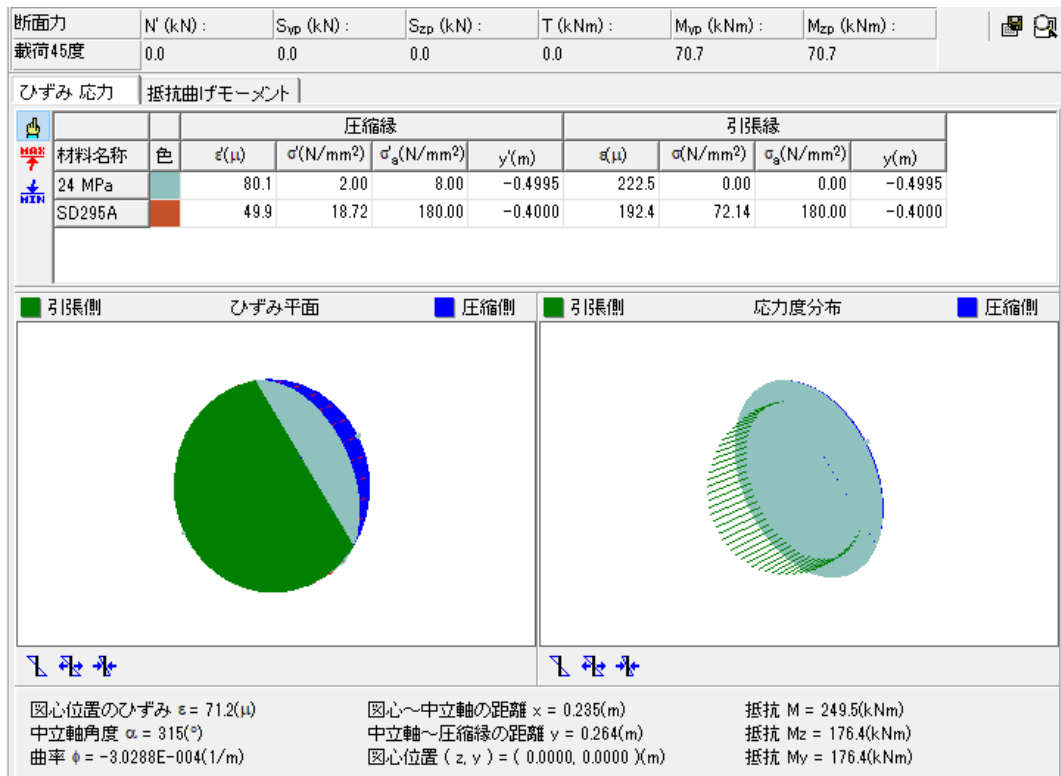 断面力 N' (kN) : Syp (kN) : Szp (kN) : T (kNm) : Myp (kNm) : Mzp (kNm) :
載荷45度 0.0 0.0 0.0 0.0 70.7 70.7
ひずみ 応力 抵抗曲げモーメント
圧縮縁 引張縁
MAX 材料名称 色 ε'(μ) σ'(N/mm²) σ'a(N/mm²) y'(m) ε(μ) σ(N/mm²) σa(N/mm²) y(m)
MIN 24 MPa 80.1 2.00 8.00 -0.4995 222.5 0.00 0.00 -0.4995
SD295A 49.9 18.72 180.00 -0.4000 192.4 72.14 180.00 -0.4000
引張側 ひずみ平面 圧縮側 引張側 応力度分布 圧縮側
図心位置のひずみ ε = 71.2(μ) 図心～中立軸の距離 x = 0.235(m) 抵抗 M = 249.5(kNm)
中立軸角度 α = 315(°) 中立軸～圧縮縁の距離 y = 0.264(m) 抵抗 Mz = 176.4(kNm)
曲率 φ = -3.0288E-004(1/m) 図心位置 ( z, y ) = ( 0.0000, 0.0000 )(m) 抵抗 My = 176.4(kNm)